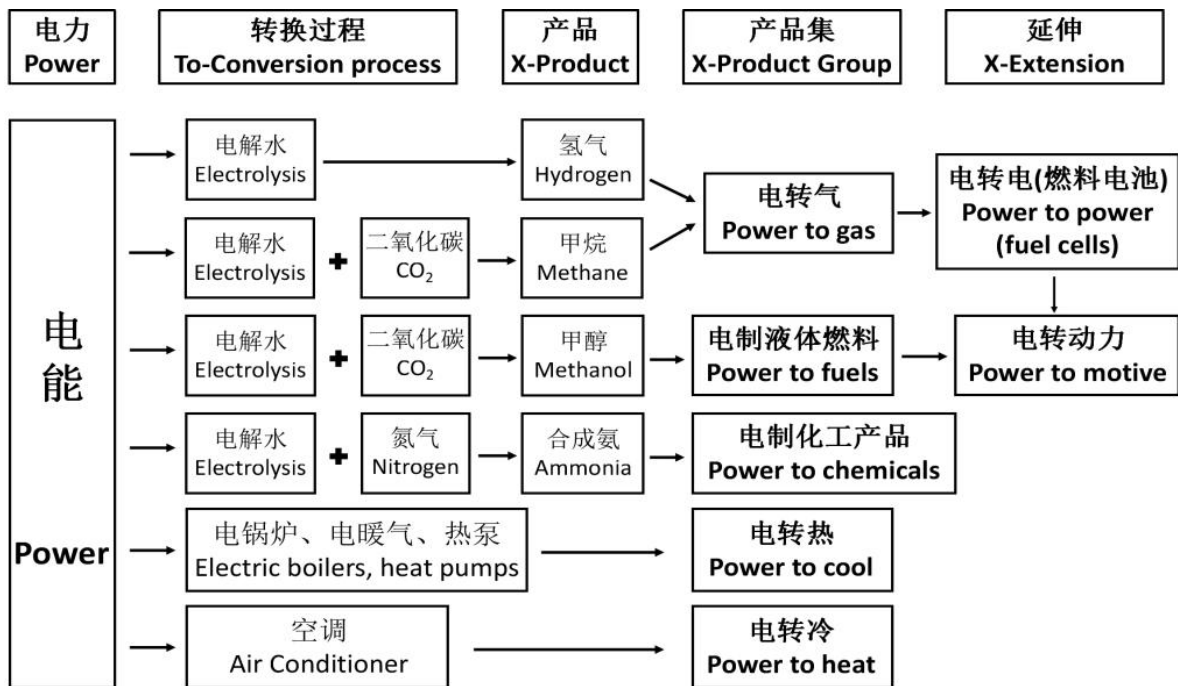 电力
Power
转换过程
To-Conversion process
产品
X-Product
产品集
X-Product Group
延伸
X-Extension
电能
Power
电解水
Electrolysis
氢气
Hydrogen
电转气
Power to gas
电转电(燃料电池)
Power to power
(fuel cells)
电解水
Electrolysis
+
二氧化碳
CO₂
甲烷
Methane
电解水
Electrolysis
+
二氧化碳
CO₂
甲醇
Methanol
电制液体燃料
Power to fuels
电转动力
Power to motive
电解水
Electrolysis
+
氮气
Nitrogen
合成氨
Ammonia
电制化工产品
Power to chemicals
电锅炉、电暖气、热泵
Electric boilers, heat pumps
电转热
Power to cool
空调
Air Conditioner
电转冷
Power to heat